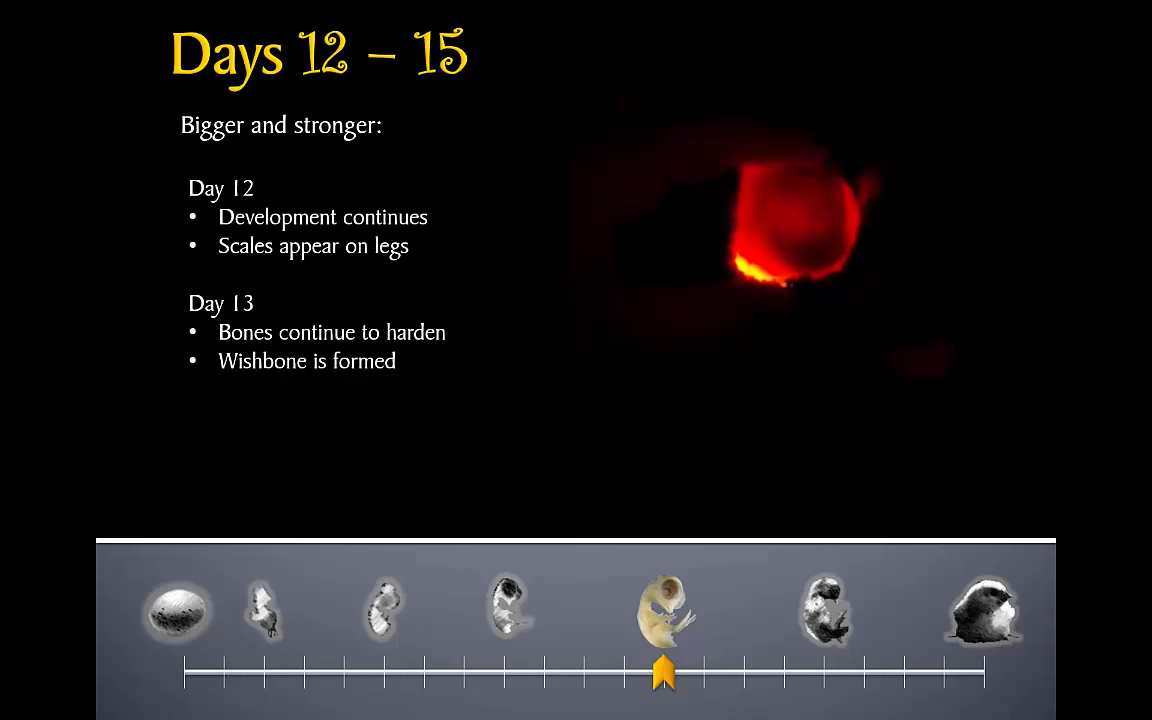 Days 12 – 15
Bigger and stronger:
Day 12
• Development continues
• Scales appear on legs
Day 13
• Bones continue to harden
• Wishbone is formed